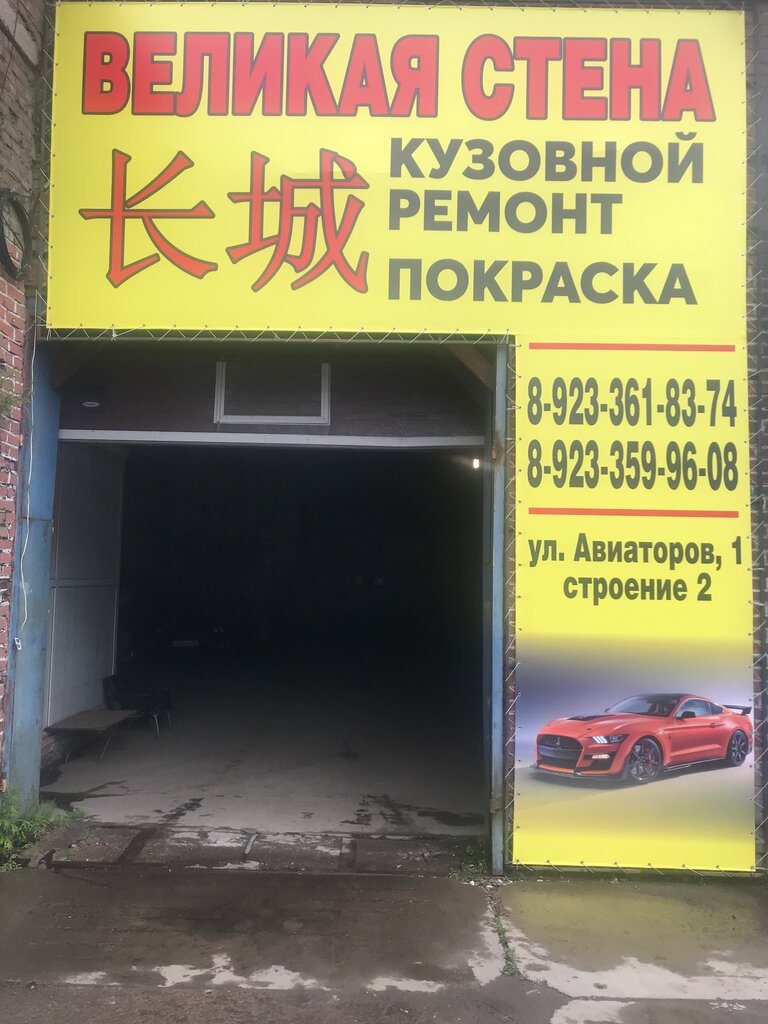 ВЕЛИКАЯ СТЕНА
长城
КУЗОВНОЙ
РЕМОНТ
ПОКРАСКА
8-923-361-83-74
8-923-359-96-08
ул. Авиаторов, 1
строение 2